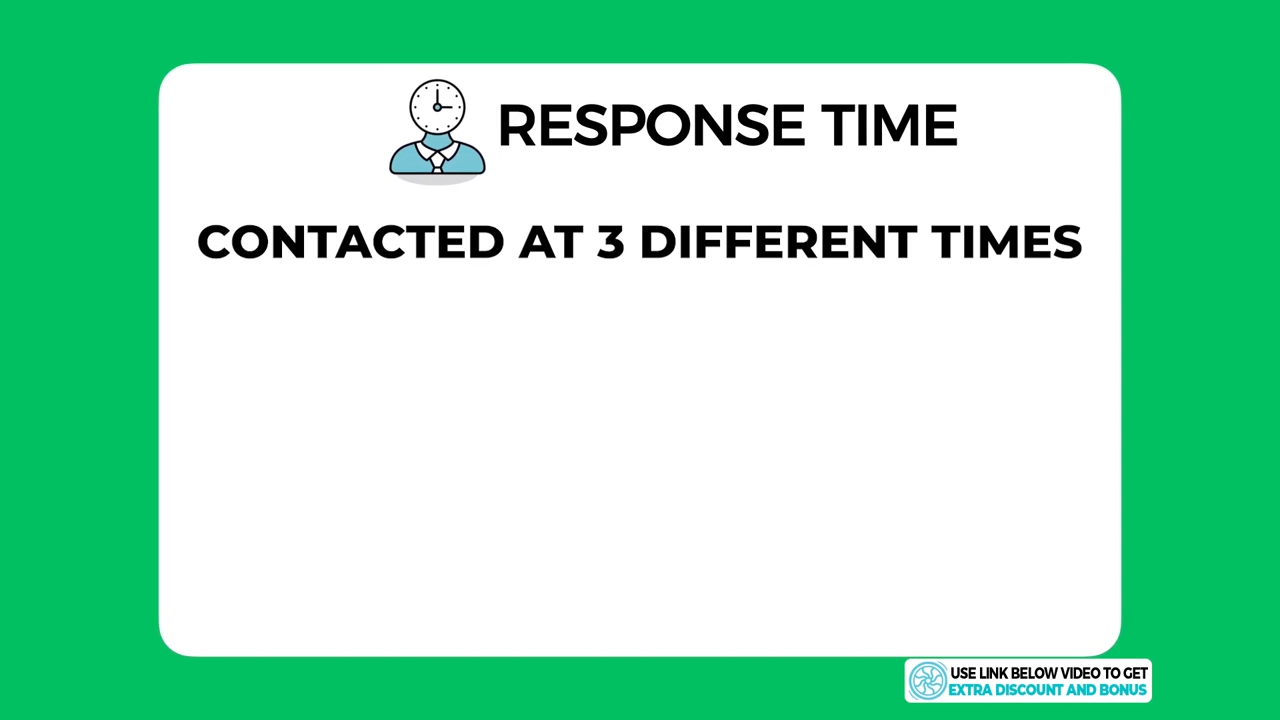 RESPONSE TIME
CONTACTED AT 3 DIFFERENT TIMES
USE LINK BELOW VIDEO TO GET
EXTRA DISCOUNT AND BONUS